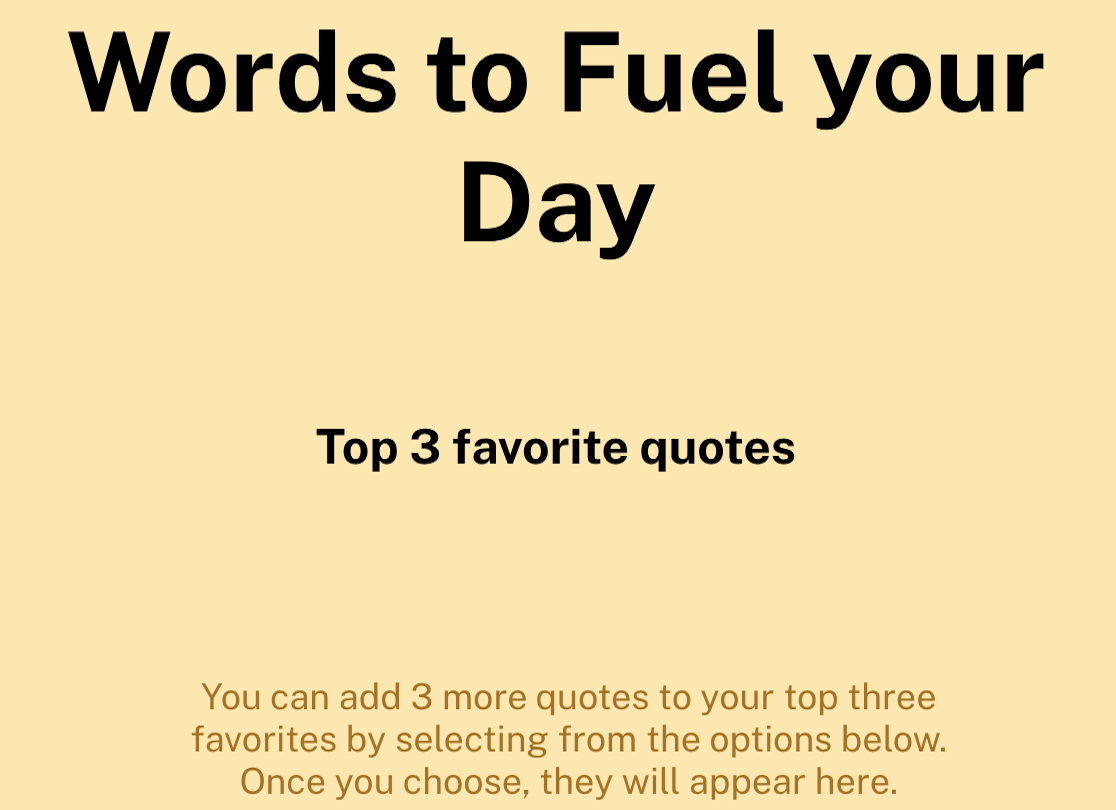 Words to Fuel your
Day
Top 3 favorite quotes
You can add 3 more quotes to your top three
favorites by selecting from the options below.
Once you choose, they will appear here.